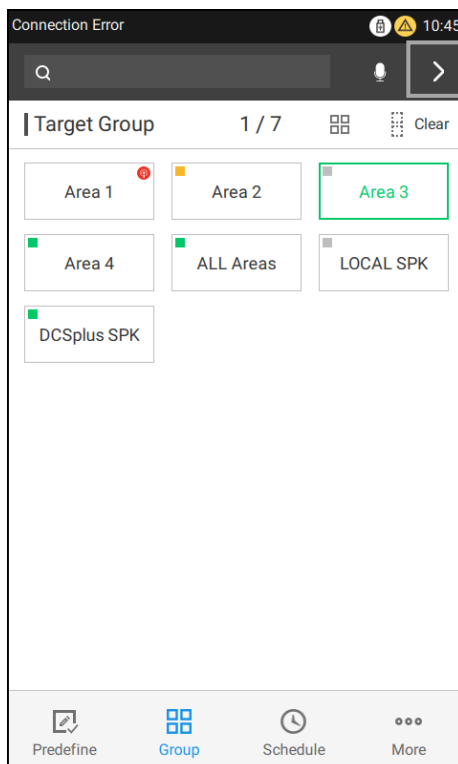 Connection Error 10:45
Target Group 1 / 7 Clear
Area 1 Area 2 Area 3
Area 4 ALL Areas LOCAL SPK
DCSplus SPK
Predefine Group Schedule More